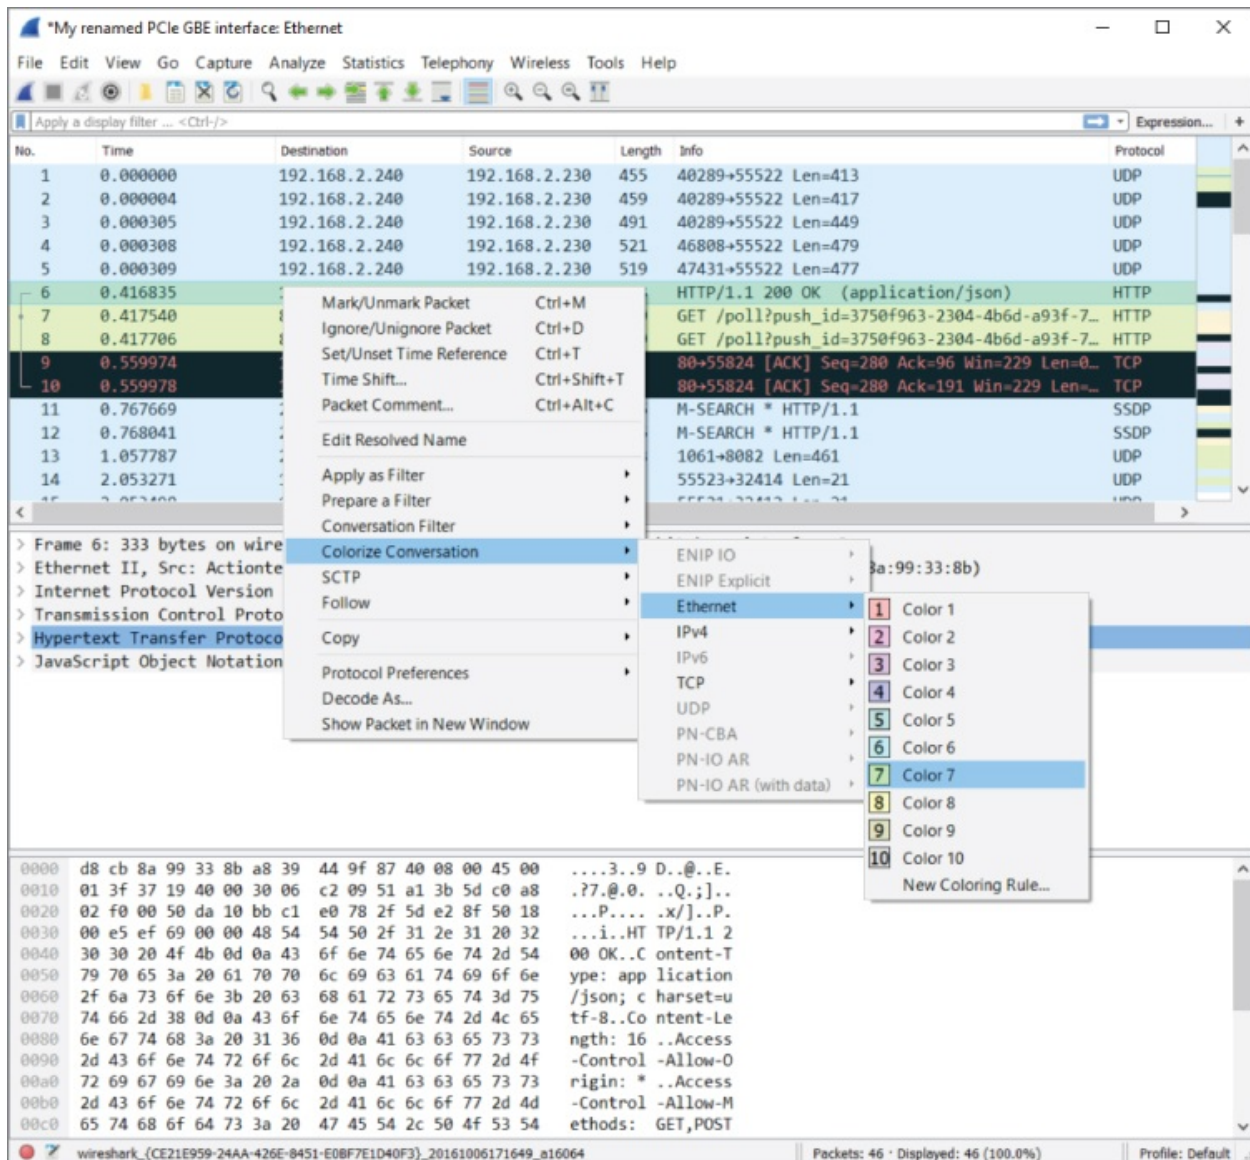 *My renamed PCIe GBE interface: Ethernet
File Edit View Go Capture Analyze Statistics Telephony Wireless Tools Help
Apply a display filter ... <Ctrl-/> Expression... +
No. Time Destination Source Length Info Protocol
1 0.000000 192.168.2.240 192.168.2.230 455 40289→55522 Len=413 UDP
2 0.000004 192.168.2.240 192.168.2.230 459 40289→55522 Len=417 UDP
3 0.000305 192.168.2.240 192.168.2.230 491 40289→55522 Len=449 UDP
4 0.000308 192.168.2.240 192.168.2.230 521 46808→55522 Len=479 UDP
5 0.000309 192.168.2.240 192.168.2.230 519 47431→55522 Len=477 UDP
6 0.416835 HTTP/1.1 200 OK (application/json) HTTP
7 0.417540 GET /poll?push_id=3750f963-2304-4b6d-a93f-7… HTTP
8 0.417706 GET /poll?push_id=3750f963-2304-4b6d-a93f-7… HTTP
9 0.559974 80→55824 [ACK] Seq=280 Ack=96 Win=229 Len=0… TCP
10 0.559978 80→55824 [ACK] Seq=280 Ack=191 Win=229 Len=… TCP
11 0.767669 M-SEARCH * HTTP/1.1 SSDP
12 0.768041 M-SEARCH * HTTP/1.1 SSDP
13 1.057787 1061→8082 Len=461 UDP
14 2.053271 55523→32414 Len=21 UDP
Mark/Unmark Packet Ctrl+M
Ignore/Unignore Packet Ctrl+D
Set/Unset Time Reference Ctrl+T
Time Shift... Ctrl+Shift+T
Packet Comment... Ctrl+Alt+C
Edit Resolved Name
Apply as Filter
Prepare a Filter
Conversation Filter
Colorize Conversation
SCTP
Follow
Copy
Protocol Preferences
Decode As...
Show Packet in New Window
ENIP IO
ENIP Explicit
Ethernet
IPv4
IPv6
TCP
UDP
PN-CBA
PN-IO AR
PN-IO AR (with data)
1 Color 1
2 Color 2
3 Color 3
4 Color 4
5 Color 5
6 Color 6
7 Color 7
8 Color 8
9 Color 9
10 Color 10
New Coloring Rule...
> Frame 6: 333 bytes on wire
> Ethernet II, Src: Actionte 8a:99:33:8b)
> Internet Protocol Version
> Transmission Control Proto
> Hypertext Transfer Protoco
> JavaScript Object Notation
0000 d8 cb 8a 99 33 8b a8 39 44 9f 87 40 08 00 45 00 ....3..9 D..@..E.
0010 01 3f 37 19 40 00 30 06 c2 09 51 a1 3b 5d c0 a8 .?7.@.0. ..Q.;]..
0020 02 f0 00 50 da 10 bb c1 e0 78 2f 5d e2 8f 50 18 ...P.... .x/]..P.
0030 00 e5 ef 69 00 00 48 54 54 50 2f 31 2e 31 20 32 ...i..HT TP/1.1 2
0040 30 30 20 4f 4b 0d 0a 43 6f 6e 74 65 6e 74 2d 54 00 OK..C ontent-T
0050 79 70 65 3a 20 61 70 70 6c 69 63 61 74 69 6f 6e ype: app lication
0060 2f 6a 73 6f 6e 3b 20 63 68 61 72 73 65 74 3d 75 /json; c harset=u
0070 74 66 2d 38 0d 0a 43 6f 6e 74 65 6e 74 2d 4c 65 tf-8..Co ntent-Le
0080 6e 67 74 68 3a 20 31 36 0d 0a 41 63 63 65 73 73 ngth: 16 ..Access
0090 2d 43 6f 6e 74 72 6f 6c 2d 41 6c 6c 6f 77 2d 4f -Control -Allow-O
00a0 72 69 67 69 6e 3a 20 2a 0d 0a 41 63 63 65 73 73 rigin: * ..Access
00b0 2d 43 6f 6e 74 72 6f 6c 2d 41 6c 6c 6f 77 2d 4d -Control -Allow-M
00c0 65 74 68 6f 64 73 3a 20 47 45 54 2c 50 4f 53 54 ethods: GET,POST
wireshark_{CE21E959-24AA-426E-8451-E0BF7E1D40F3}_20161006171649_a16064 Packets: 46 · Displayed: 46 (100.0%) Profile: Default